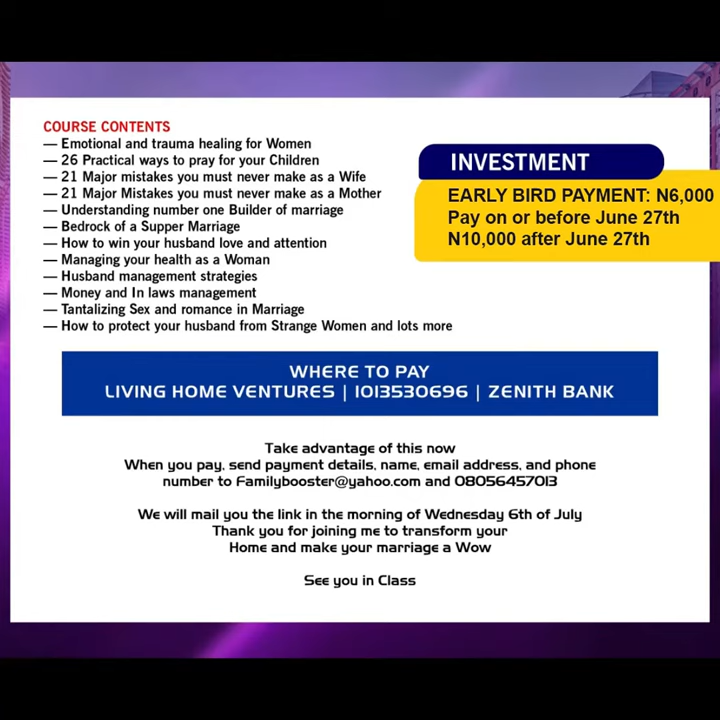 COURSE CONTENTS
— Emotional and trauma healing for Women
— 26 Practical ways to pray for your Children
— 21 Major mistakes you must never make as a Wife
— 21 Major Mistakes you must never make as a Mother
— Understanding number one Builder of marriage
— Bedrock of a Supper Marriage
— How to win your husband love and attention
— Managing your health as a Woman
— Husband management strategies
— Money and In laws management
— Tantalizing Sex and romance in Marriage
— How to protect your husband from Strange Women and lots more
INVESTMENT
EARLY BIRD PAYMENT: N6,000
Pay on or before June 27th
N10,000 after June 27th
WHERE TO PAY
LIVING HOME VENTURES | 1013530696 | ZENITH BANK
Take advantage of this now
When you pay, send payment details, name, email address, and phone
number to Familybooster@yahoo.com and 08056457013
We will mail you the link in the morning of Wednesday 6th of July
Thank you for joining me to transform your
Home and make your marriage a Wow
See you in Class